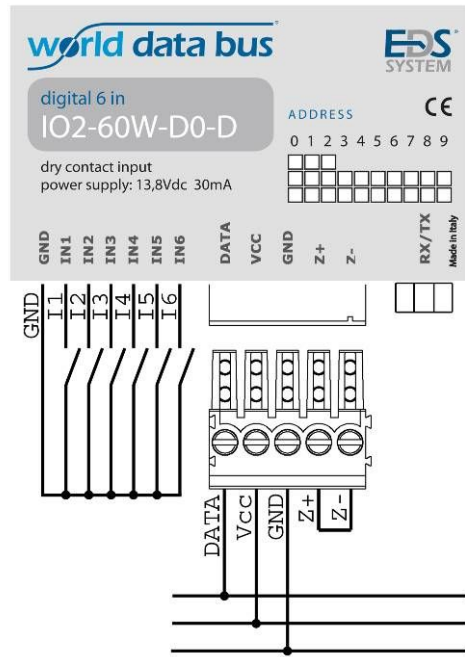 world data bus
EDS
SYSTEM
digital 6 in
IO2-60W-D0-D
ADDRESS
CE
0 1 2 3 4 5 6 7 8 9
dry contact input
power supply: 13,8Vdc 30mA
GND IN1 IN2 IN3 IN4 IN5 IN6 DATA VCC GND Z+ Z- RX/TX
Made in Italy
GND I1 I2 I3 I4 I5 I6
DATA Vcc GND Z+ Z-